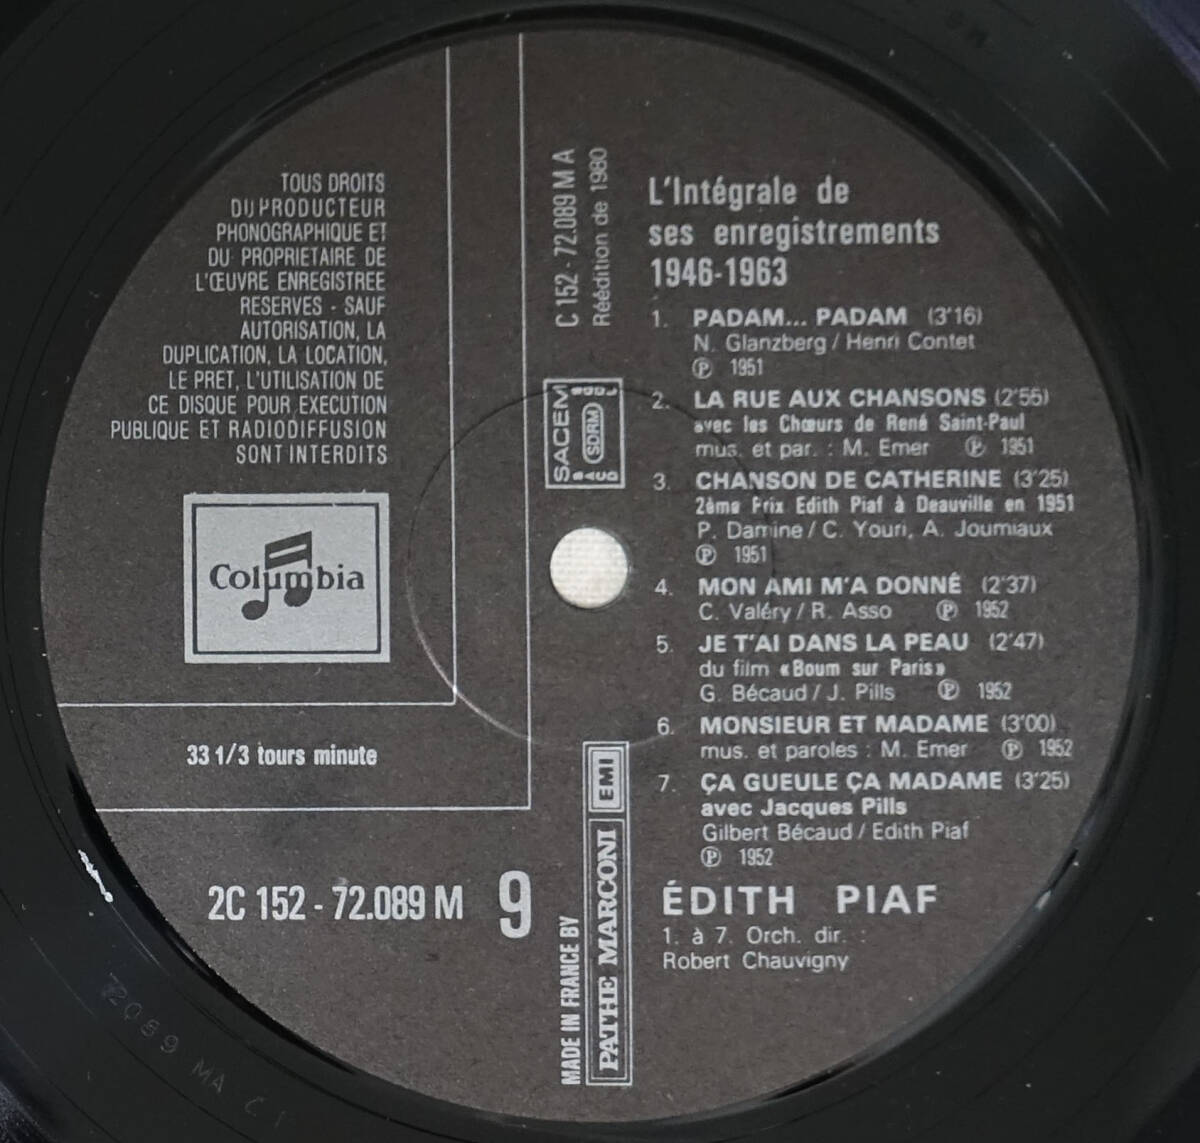 TOUS DROITS
DU PRODUCTEUR
PHONOGRAPHIQUE ET
DU PROPRIETAIRE DE
L'ŒUVRE ENREGISTREE
RESERVES - SAUF
AUTORISATION, LA
DUPLICATION, LA LOCATION,
LE PRET, L'UTILISATION DE
CE DISQUE POUR EXECUTION
PUBLIQUE ET RADIODIFFUSION
SONT INTERDITS
Columbia
33 1/3 tours minute
2C 152 - 72.089 M 9
C 152 - 72.089 M A
Réédition de 1980
SACEM
SDRM
MADE IN FRANCE BY
PATHE MARCONI EMI
L'Intégrale de
ses enregistrements
1946-1963
1. PADAM... PADAM (3'16)
N. Glanzberg / Henri Contet
℗ 1951
2. LA RUE AUX CHANSONS (2'55)
avec les Chœurs de René Saint-Paul
mus. et par. : M. Emer ℗ 1951
3. CHANSON DE CATHERINE (3'25)
2ème Prix Edith Piaf à Deauville en 1951
P. Damine / C. Youri, A. Joumiaux
℗ 1951
4. MON AMI M'A DONNÉ (2'37)
C. Valéry / R. Asso ℗ 1952
5. JE T'AI DANS LA PEAU (2'47)
du film «Boum sur Paris»
G. Bécaud / J. Pills ℗ 1952
6. MONSIEUR ET MADAME (3'00)
mus. et paroles : M. Emer ℗ 1952
7. ÇA GUEULE ÇA MADAME (3'25)
avec Jacques Pills
Gilbert Bécaud / Edith Piaf
℗ 1952
ÉDITH PIAF
1. à 7. Orch. dir. :
Robert Chauvigny
72089 MA